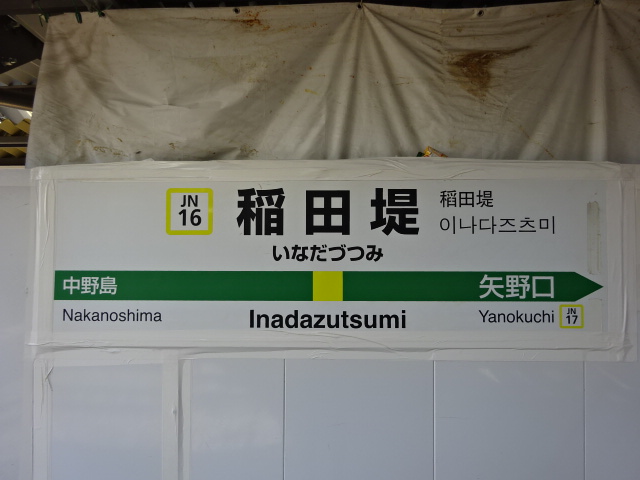 JN
16
稲田堤
稲田堤
이나다즈츠미
いなだづつみ
中野島
矢野口
Nakanoshima
Inadazutsumi
Yanokuchi
JN
17